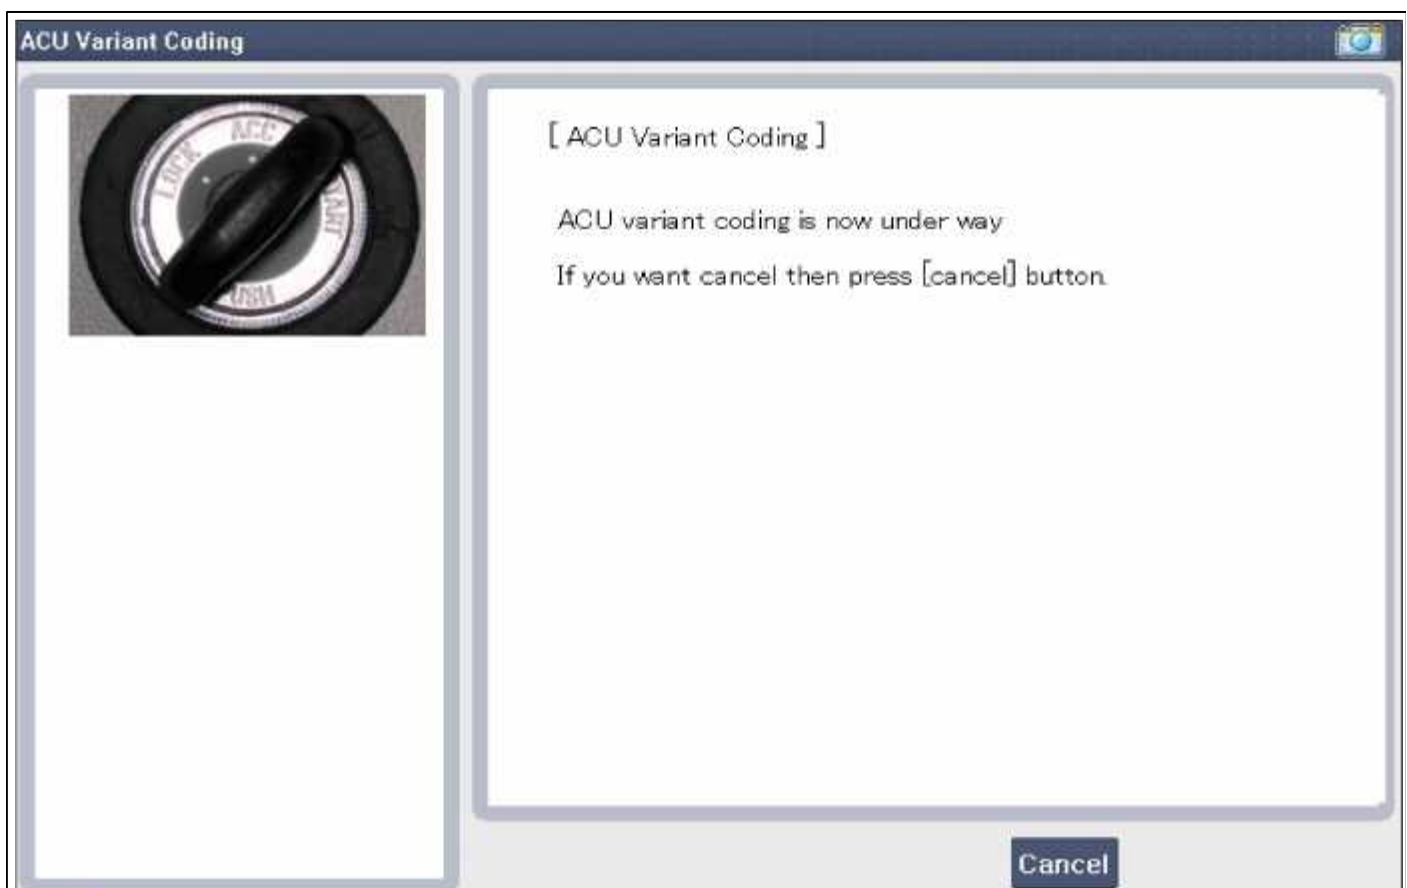 ACU Variant Coding
ACC
LOCK
[ ACU Variant Coding ]
ACU variant coding is now under way
If you want cancel then press [cancel] button.
Cancel